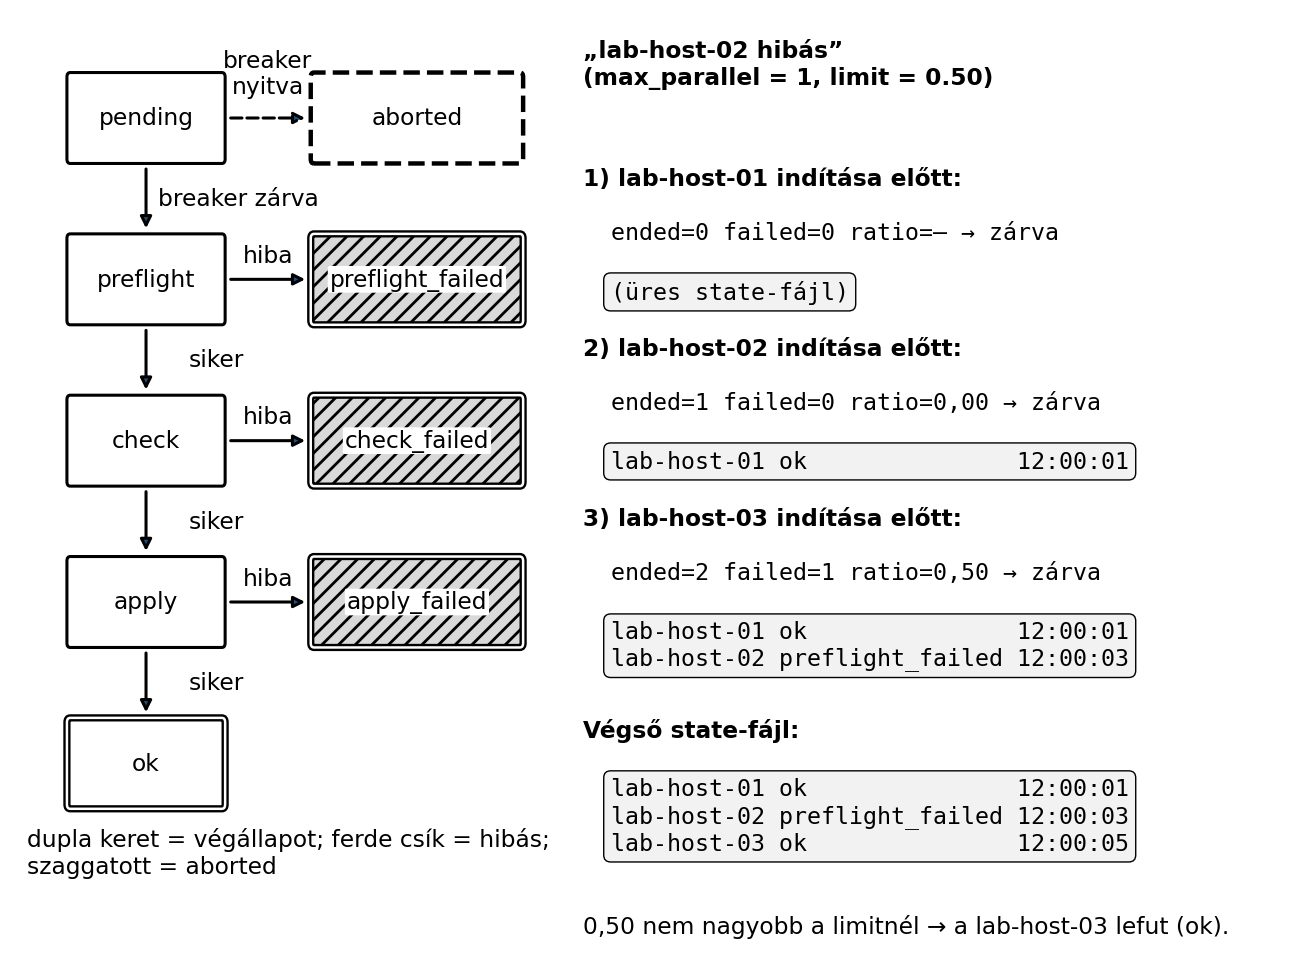 breaker
nyitva
pending
aborted
breaker zárva
preflight
hiba
preflight_failed
siker
check
hiba
check_failed
siker
apply
hiba
apply_failed
siker
ok
dupla keret = végállapot; ferde csík = hibás;
szaggatott = aborted
„lab-host-02 hibás”
(max_parallel = 1, limit = 0.50)
1) lab-host-01 indítása előtt:
ended=0 failed=0 ratio=— → zárva
(üres state-fájl)
2) lab-host-02 indítása előtt:
ended=1 failed=0 ratio=0,00 → zárva
lab-host-01 ok 12:00:01
3) lab-host-03 indítása előtt:
ended=2 failed=1 ratio=0,50 → zárva
lab-host-01 ok 12:00:01
lab-host-02 preflight_failed 12:00:03
Végső state-fájl:
lab-host-01 ok 12:00:01
lab-host-02 preflight_failed 12:00:03
lab-host-03 ok 12:00:05
0,50 nem nagyobb a limitnél → a lab-host-03 lefut (ok).